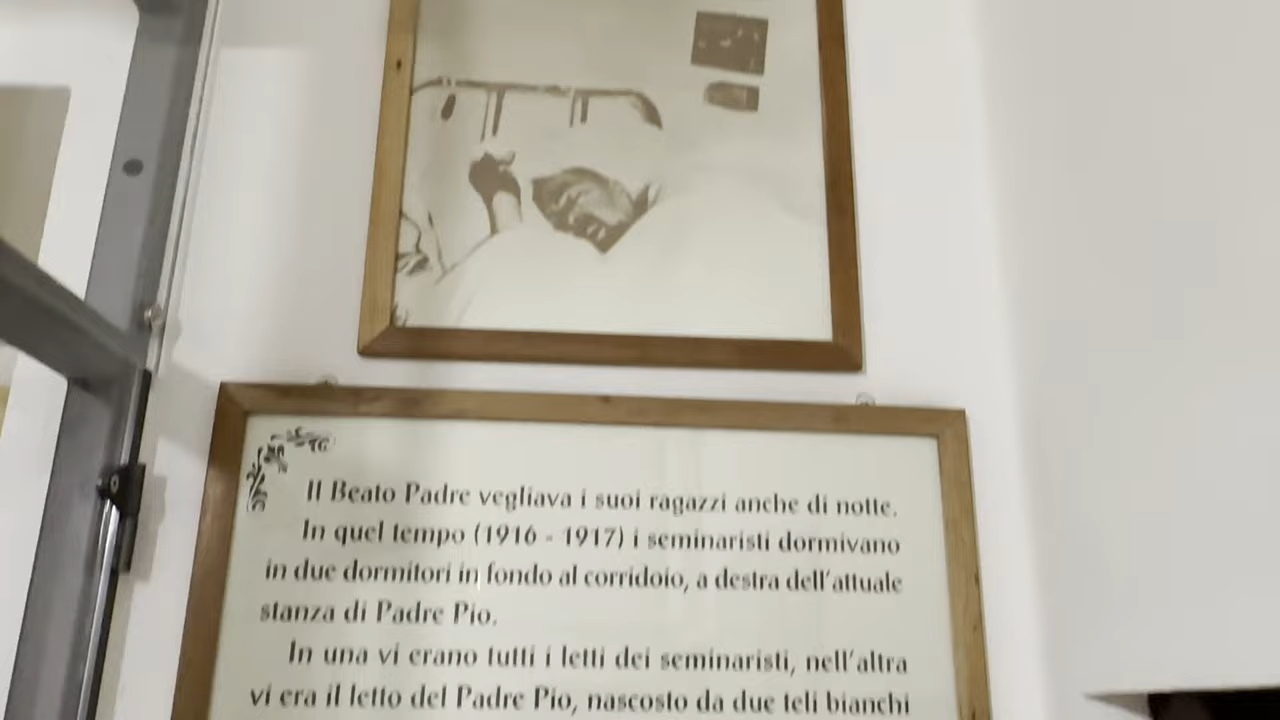 Il Beato Padre vegliava i suoi ragazzi anche di notte.
In quel tempo (1916 - 1917) i seminaristi dormivano
in due dormitori in fondo al corridoio, a destra dell'attuale
stanza di Padre Pio.
In una vi erano tutti i letti dei seminaristi, nell'altra
vi era il letto del Padre Pio, nascosto da due teli bianchi